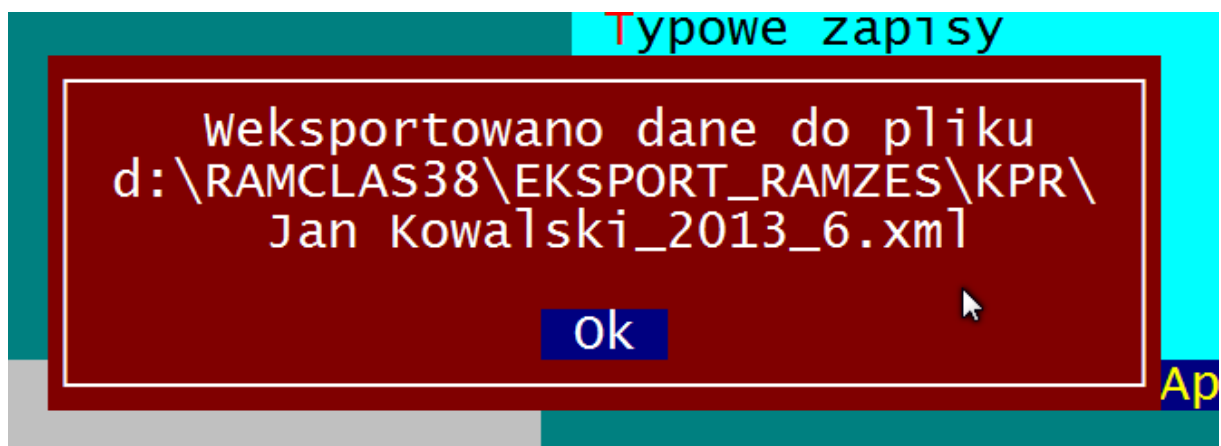 Typowe zapisy
Weksportowano dane do pliku
d:\RAMCLAS38\EKSPORT_RAMZES\KPR\
Jan Kowalski_2013_6.xml
Ok
Ap